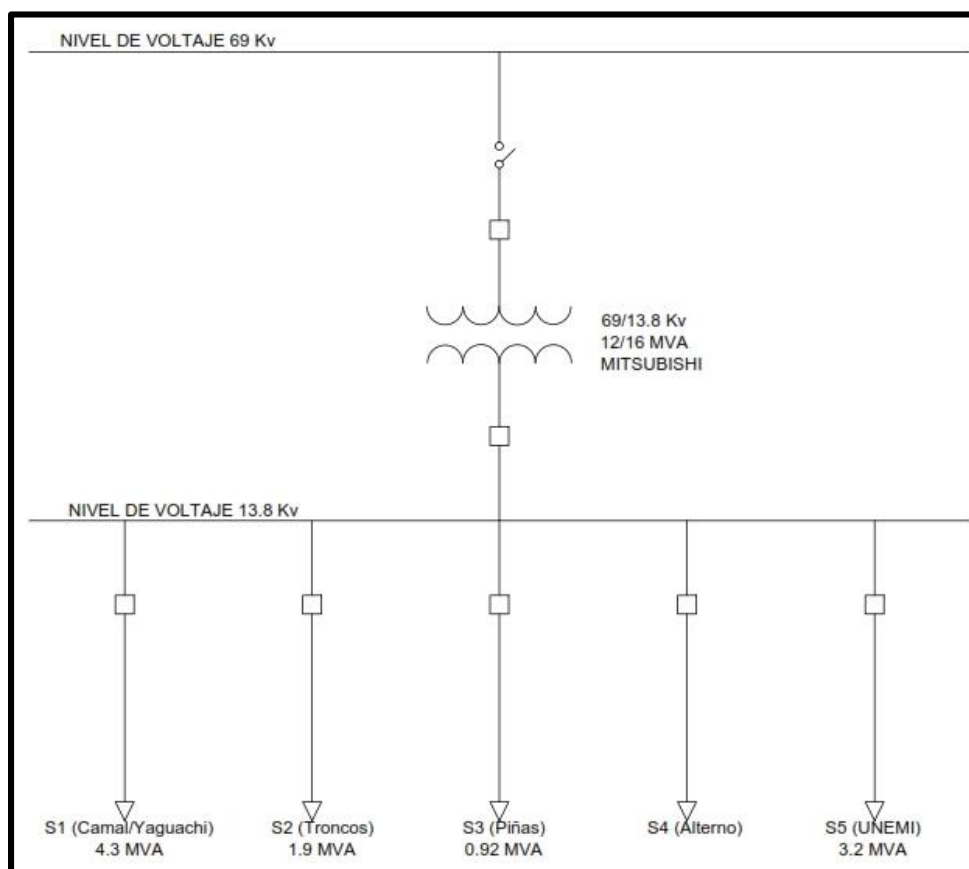 NIVEL DE VOLTAJE 69 Kv
69/13.8 Kv
12/16 MVA
MITSUBISHI
NIVEL DE VOLTAJE 13.8 Kv
S1 (Camal/Yaguachi)
4.3 MVA
S2 (Troncos)
1.9 MVA
S3 (Piñas)
0.92 MVA
S4 (Alterno)
S5 (UNEMI)
3.2 MVA